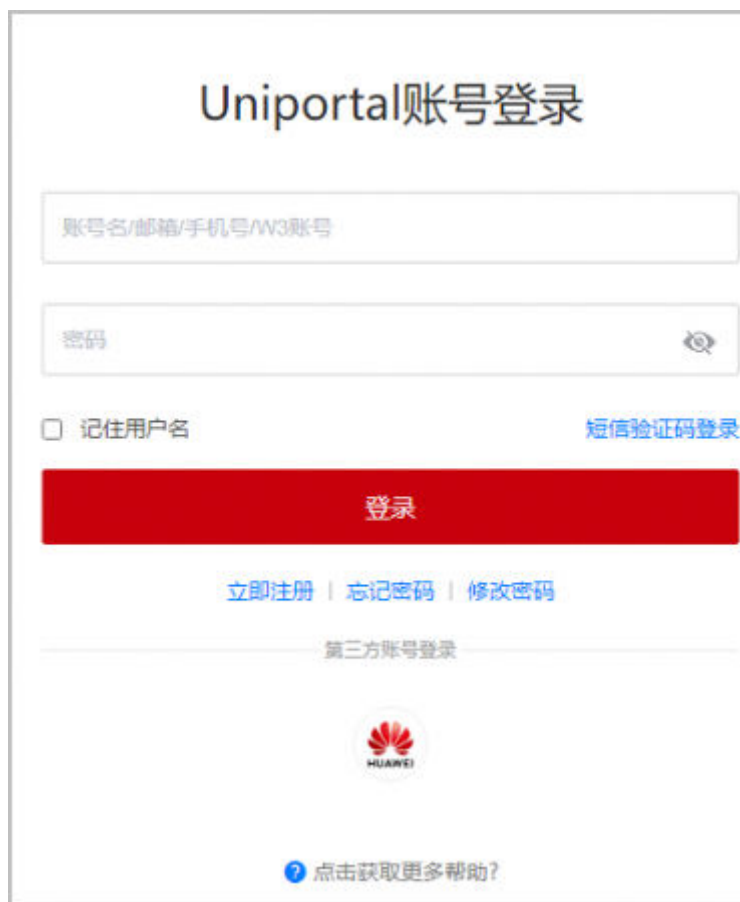 Uniportal账号登录
账号名/邮箱/手机号/W3账号
密码
记住用户名 短信验证码登录
登录
立即注册 | 忘记密码 | 修改密码
第三方账号登录
HUAWEI
? 点击获取更多帮助?